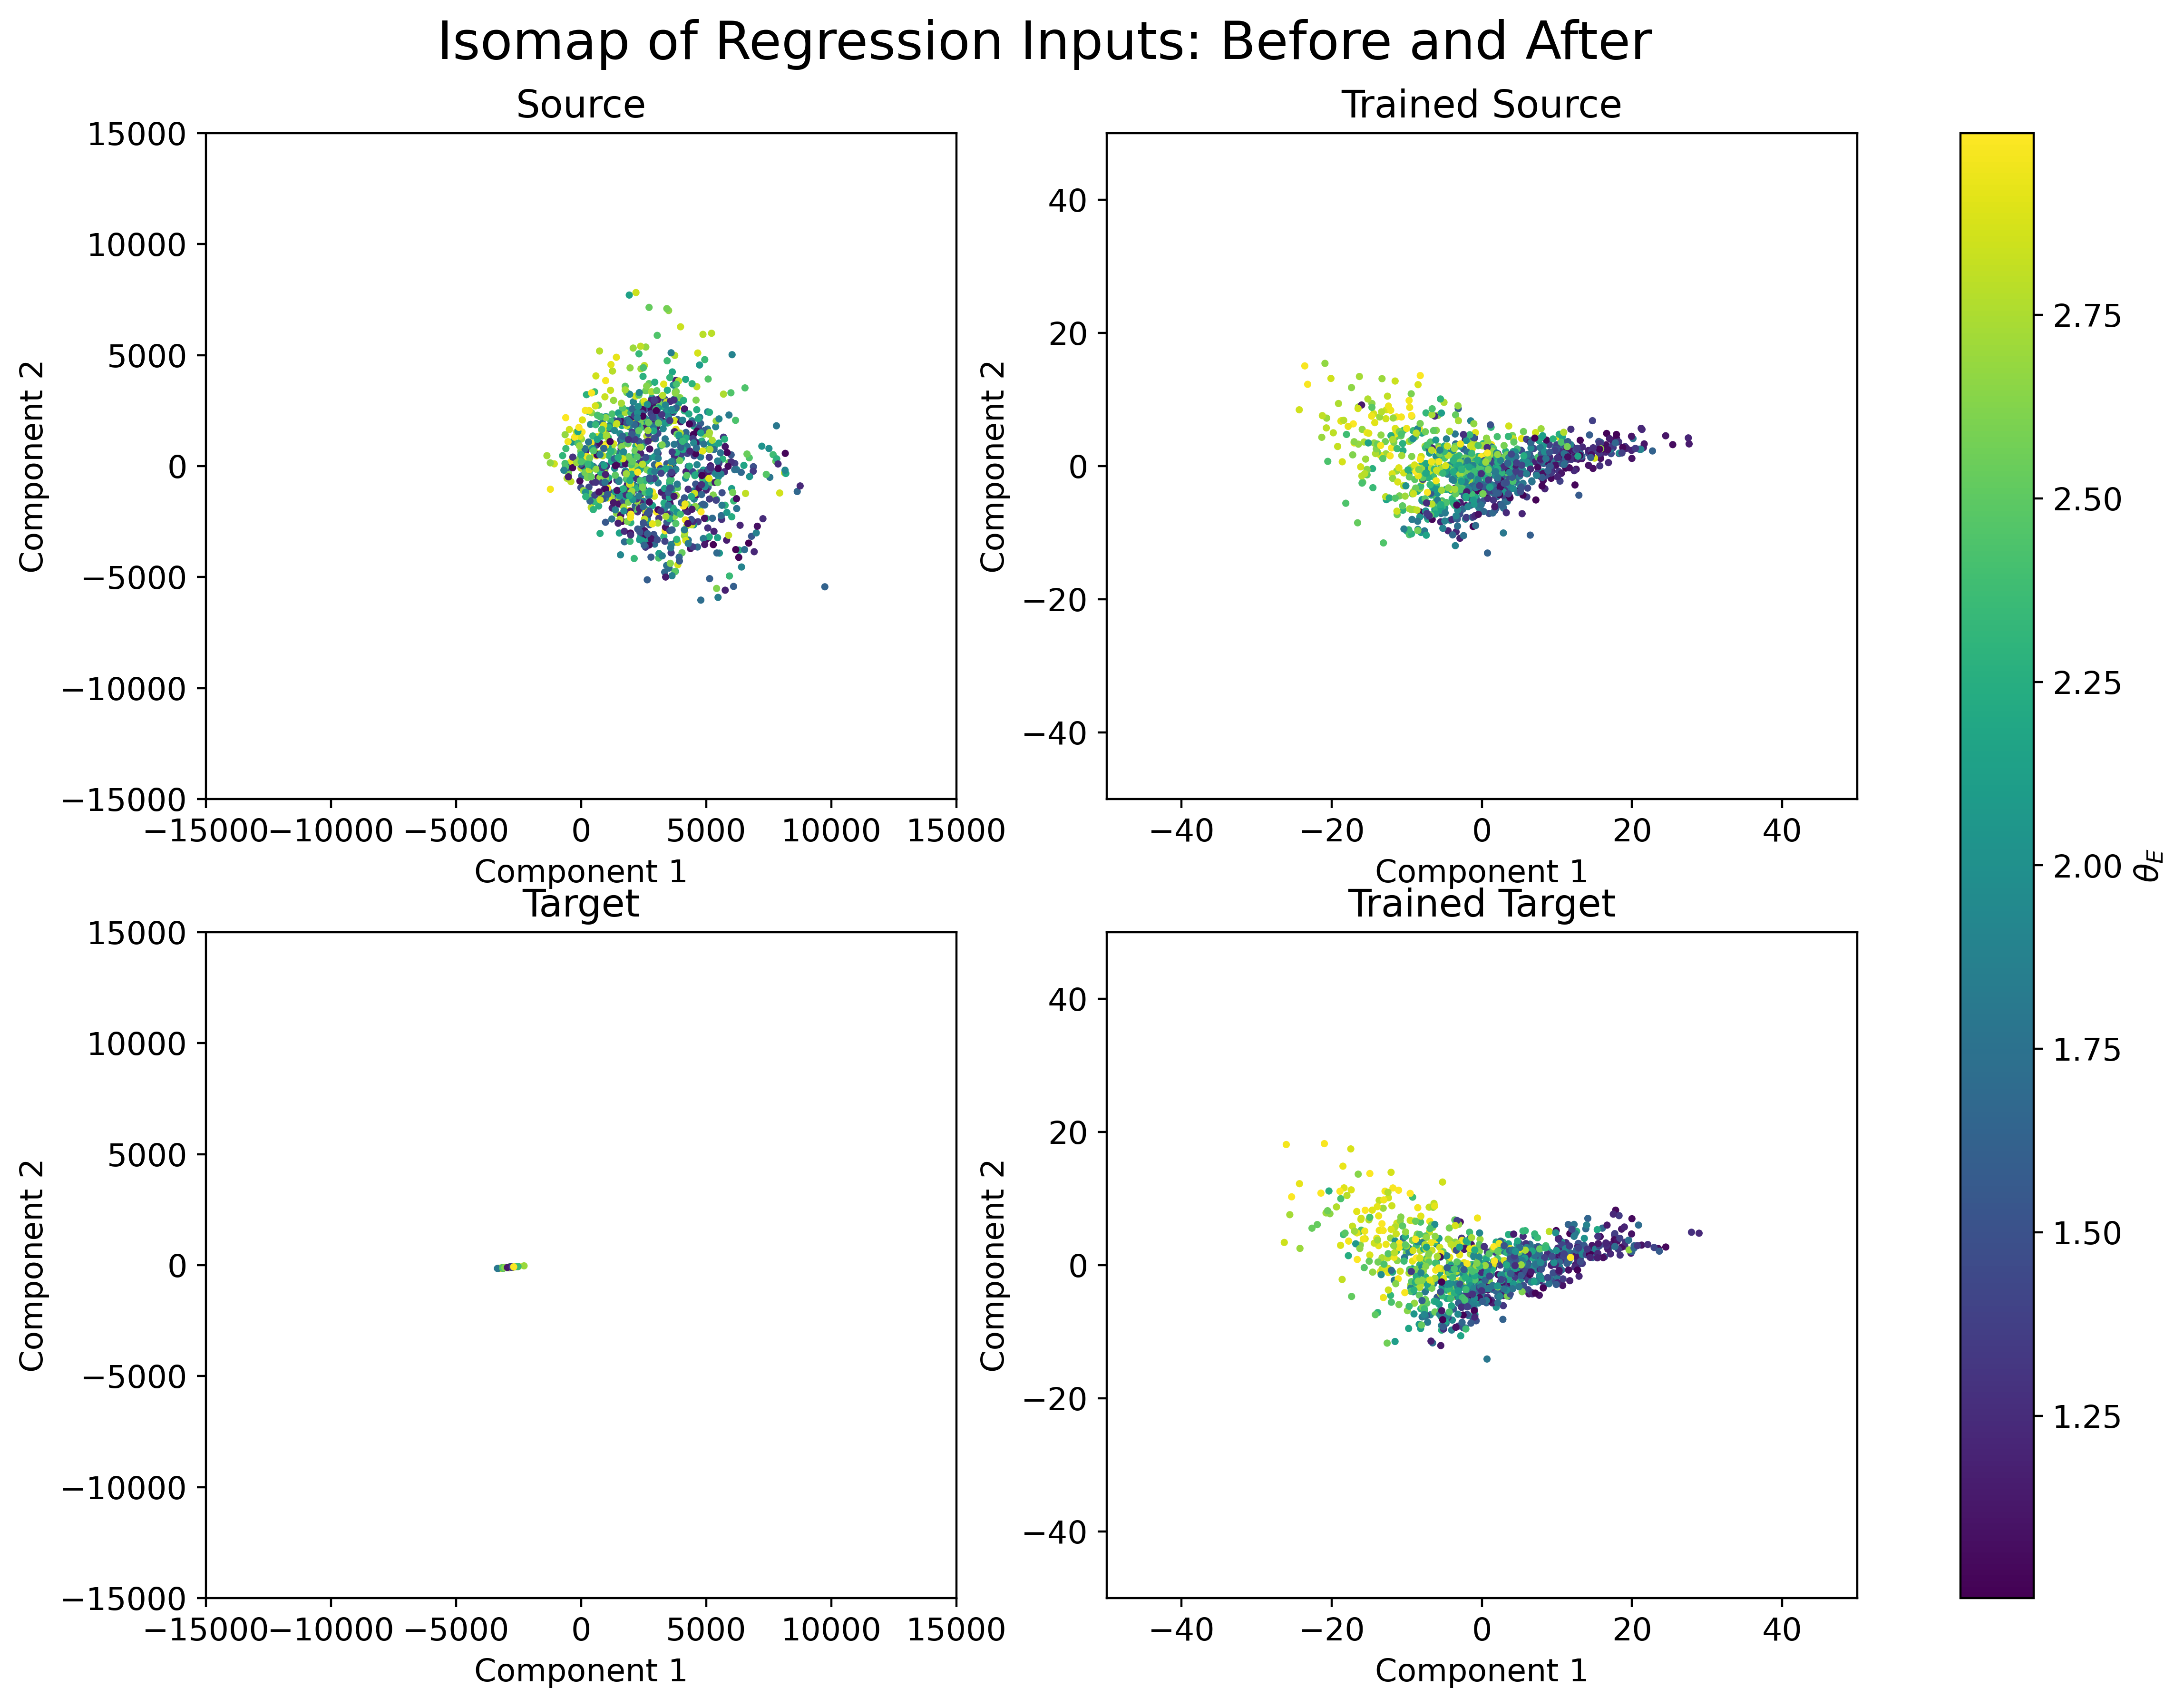 Isomap of Regression Inputs: Before and After
Source
15000
10000
5000
0
−5000
−10000
−15000
Component 2
−15000 −10000 −5000 0 5000 10000 15000
Component 1
Trained Source
40
20
0
−20
−40
Component 2
−40 −20 0 20 40
Component 1
Target
15000
10000
5000
0
−5000
−10000
−15000
Component 2
−15000 −10000 −5000 0 5000 10000 15000
Component 1
Trained Target
40
20
0
−20
−40
Component 2
−40 −20 0 20 40
Component 1
2.75
2.50
2.25
2.00
1.75
1.50
1.25
θE